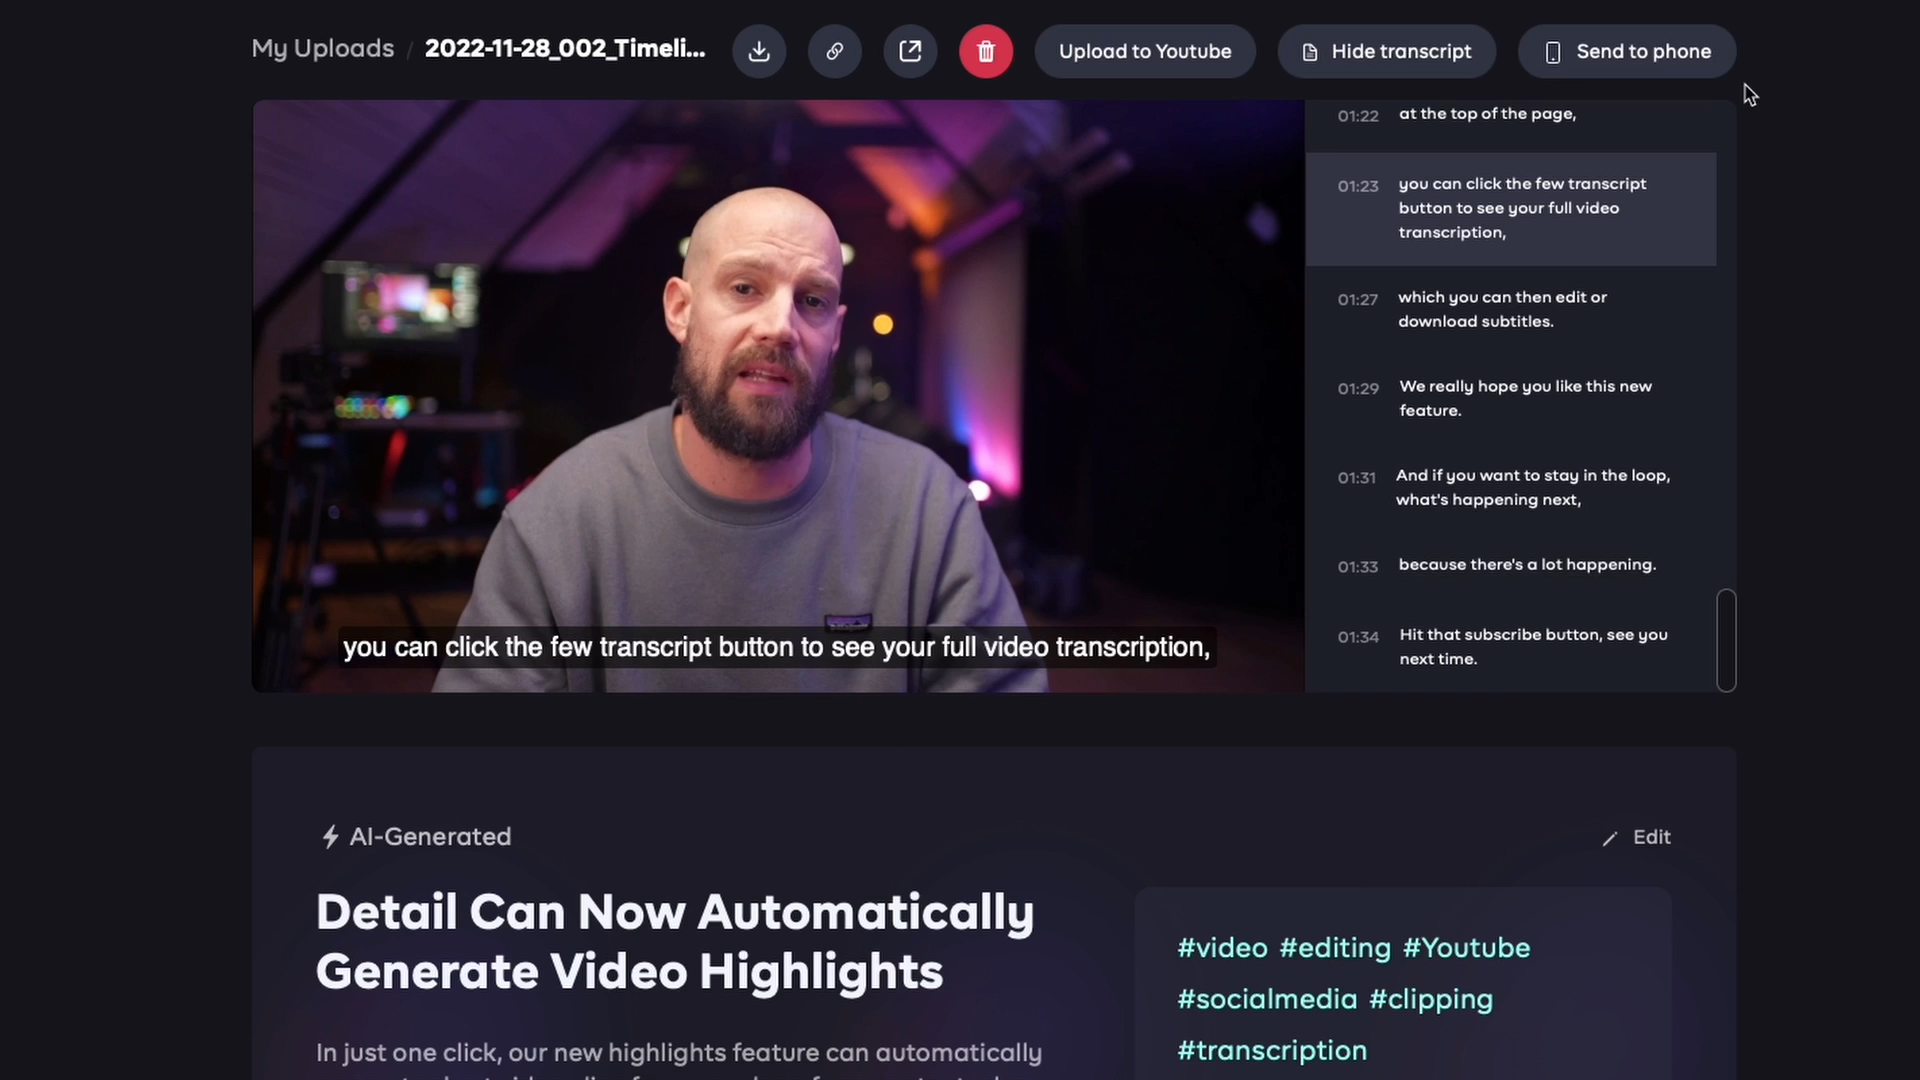 My Uploads / 2022-11-28_002_Timeli...
Upload to Youtube
Hide transcript
Send to phone
01:22 at the top of the page,
01:23 you can click the few transcript
button to see your full video
transcription,
01:27 which you can then edit or
download subtitles.
01:29 We really hope you like this new
feature.
01:31 And if you want to stay in the loop,
what's happening next,
01:33 because there's a lot happening.
01:34 Hit that subscribe button, see you
next time.
you can click the few transcript button to see your full video transcription,
AI-Generated
Edit
Detail Can Now Automatically
Generate Video Highlights
In just one click, our new highlights feature can automatically
#video #editing #Youtube
#socialmedia #clipping
#transcription